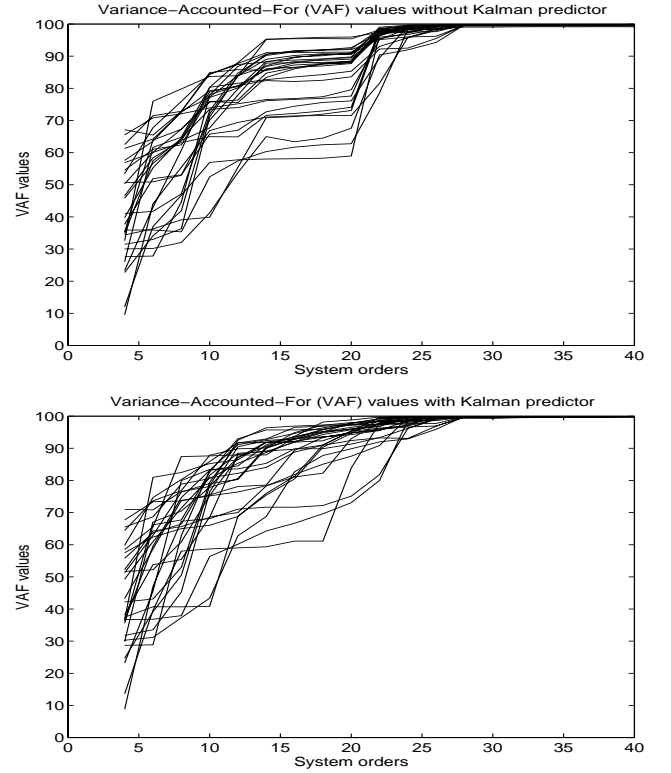 Variance−Accounted−For (VAF) values without Kalman predictor
100
90
80
70
60
50
40
30
20
10
0
VAF values
0 5 10 15 20 25 30 35 40
System orders
Variance−Accounted−For (VAF) values with Kalman predictor
100
90
80
70
60
50
40
30
20
10
0
VAF values
0 5 10 15 20 25 30 35 40
System orders